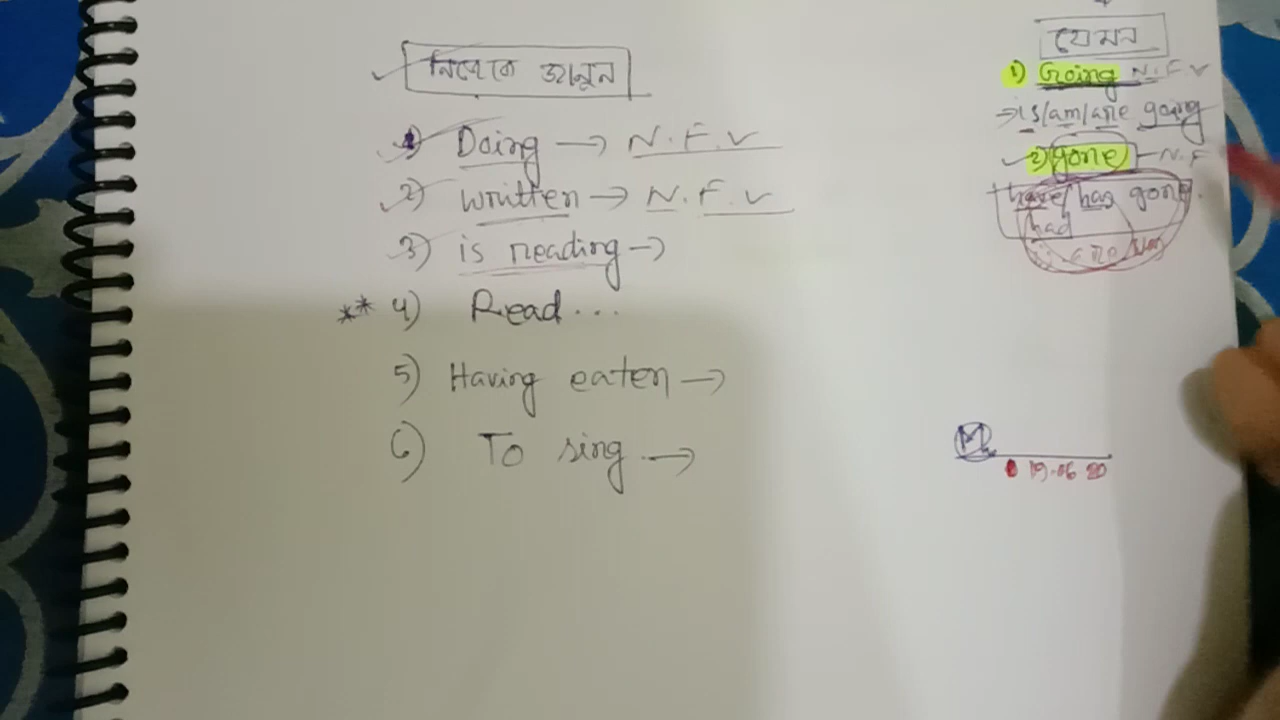 নিজেকে জানুন
1) Doing → N.F.V
2) written → N.F.V
3) is reading →
** 4) Read...
5) Having eaten →
6) To sing →
যেমন
1) Going N.F.V
→ is/am/are going
2) gone - N.F
have/has gone
had
19.06 20